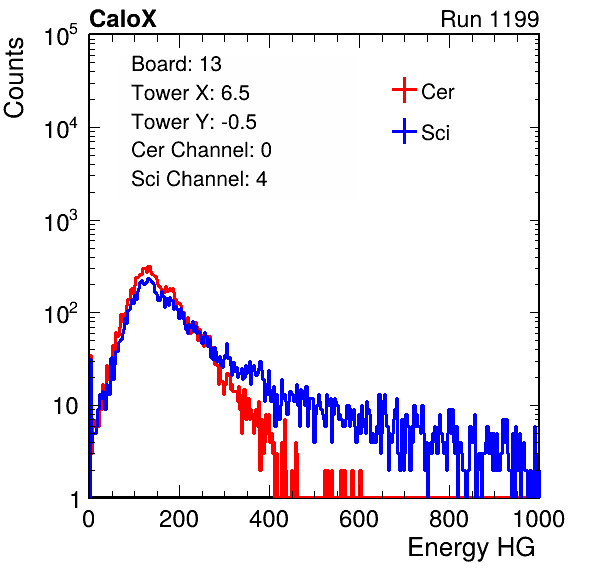 CaloX Run 1199
Counts
Board: 13
Tower X: 6.5
Tower Y: -0.5
Cer Channel: 0
Sci Channel: 4
Cer
Sci
10^5
10^4
10^3
10^2
10
1
0 200 400 600 800 1000
Energy HG